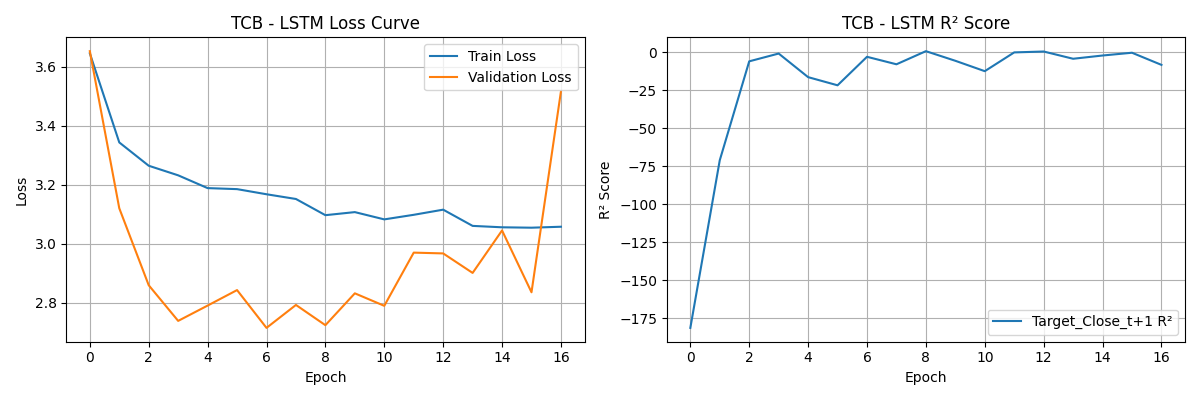 TCB - LSTM Loss Curve
Train Loss
Validation Loss
3.6
3.4
3.2
3.0
2.8
Loss
0 2 4 6 8 10 12 14 16
Epoch
TCB - LSTM R² Score
0
−25
−50
−75
−100
−125
−150
−175
R² Score
Target_Close_t+1 R²
0 2 4 6 8 10 12 14 16
Epoch